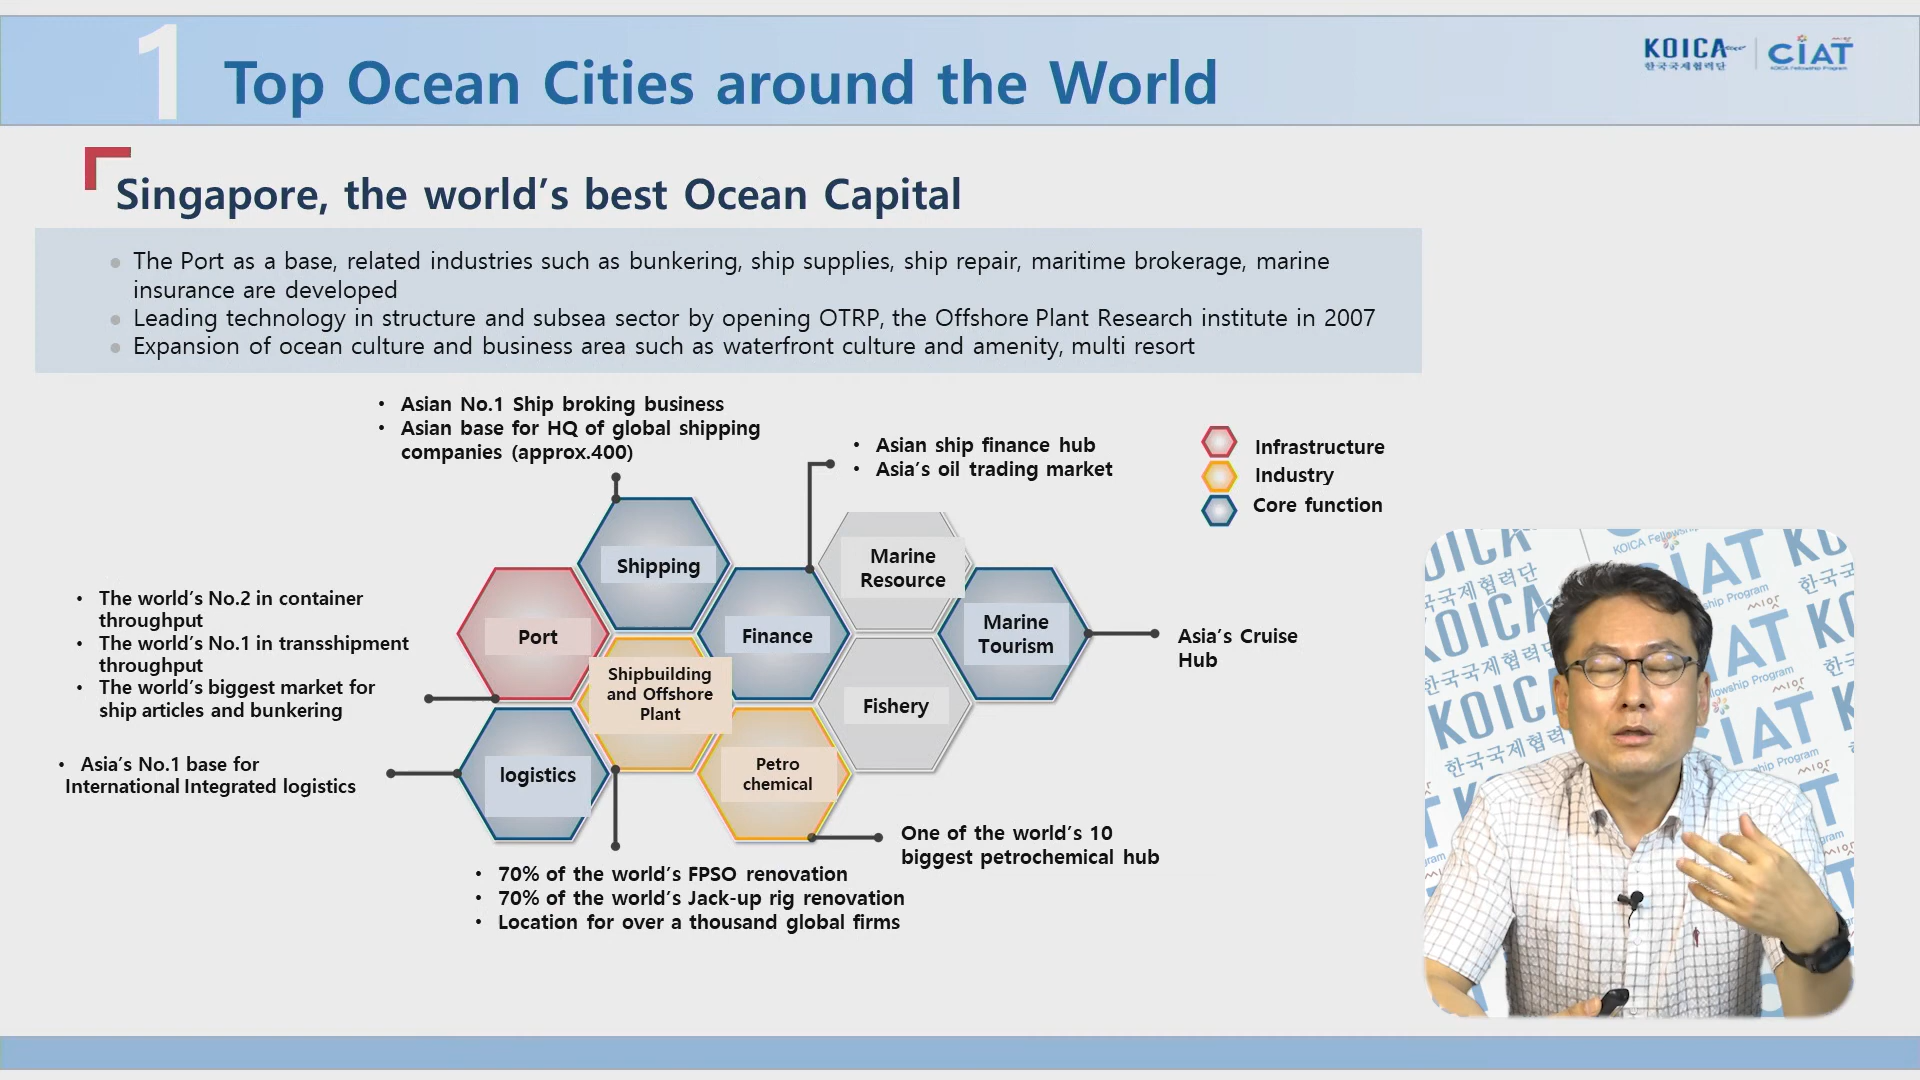 1 Top Ocean Cities around the World
KOICA
한국국제협력단
CIAT
KOICA Fellowship Program
Singapore, the world's best Ocean Capital
The Port as a base, related industries such as bunkering, ship supplies, ship repair, maritime brokerage, marine
insurance are developed
Leading technology in structure and subsea sector by opening OTRP, the Offshore Plant Research institute in 2007
Expansion of ocean culture and business area such as waterfront culture and amenity, multi resort
• Asian No.1 Ship broking business
• Asian base for HQ of global shipping
companies (approx.400)
• Asian ship finance hub
• Asia's oil trading market
Infrastructure
Industry
Core function
Shipping
Marine
Resource
Port
Finance
Marine
Tourism
Shipbuilding
and Offshore
Plant
Fishery
logistics
Petro
chemical
• The world's No.2 in container
throughput
• The world's No.1 in transshipment
throughput
• The world's biggest market for
ship articles and bunkering
Asia's Cruise
Hub
• Asia's No.1 base for
International Integrated logistics
One of the world's 10
biggest petrochemical hub
• 70% of the world's FPSO renovation
• 70% of the world's Jack-up rig renovation
• Location for over a thousand global firms